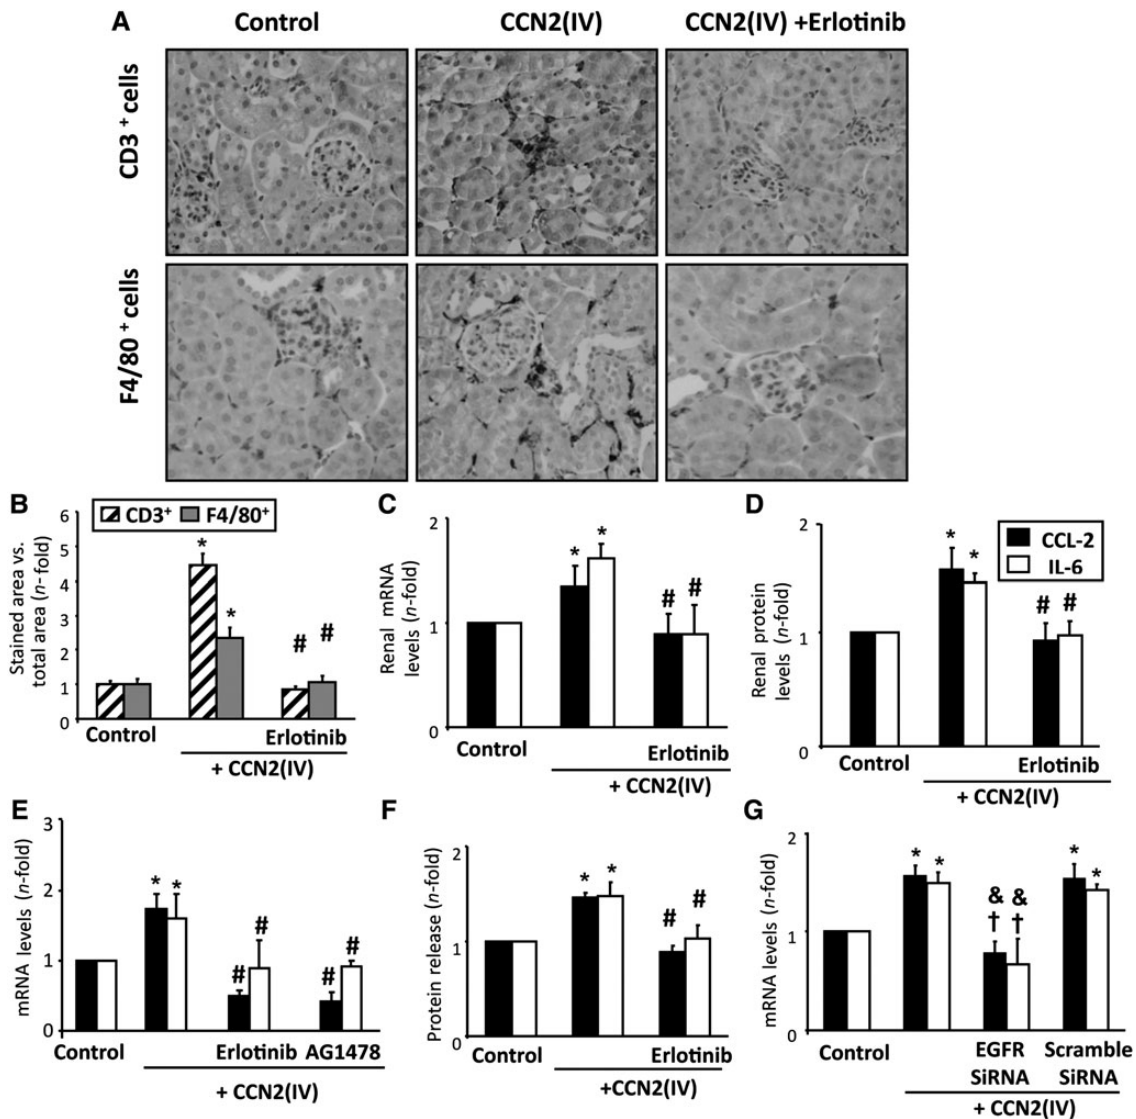 A
Control
CCN2(IV)
CCN2(IV) +Erlotinib
CD3 + cells
F4/80 + cells
B
CD3+
F4/80+
Stained area vs.
total area (n-fold)
6
5
4
3
2
1
0
*
*
#
#
Control
Erlotinib
+ CCN2(IV)
C
Renal mRNA
levels (n-fold)
2
1
0
*
*
#
#
Control
Erlotinib
+ CCN2(IV)
D
CCL-2
IL-6
Renal protein
levels (n-fold)
2
1
0
*
*
#
#
Control
Erlotinib
+ CCN2(IV)
E
mRNA levels (n-fold)
3
2
1
0
*
*
#
#
#
#
Control
Erlotinib
AG1478
+ CCN2(IV)
F
Protein release (n-fold)
2
1
0
*
*
#
#
Control
Erlotinib
+CCN2(IV)
G
mRNA levels (n-fold)
2
1
0
*
*
& &
† †
*
*
Control
EGFR
SiRNA
Scramble
SiRNA
+ CCN2(IV)